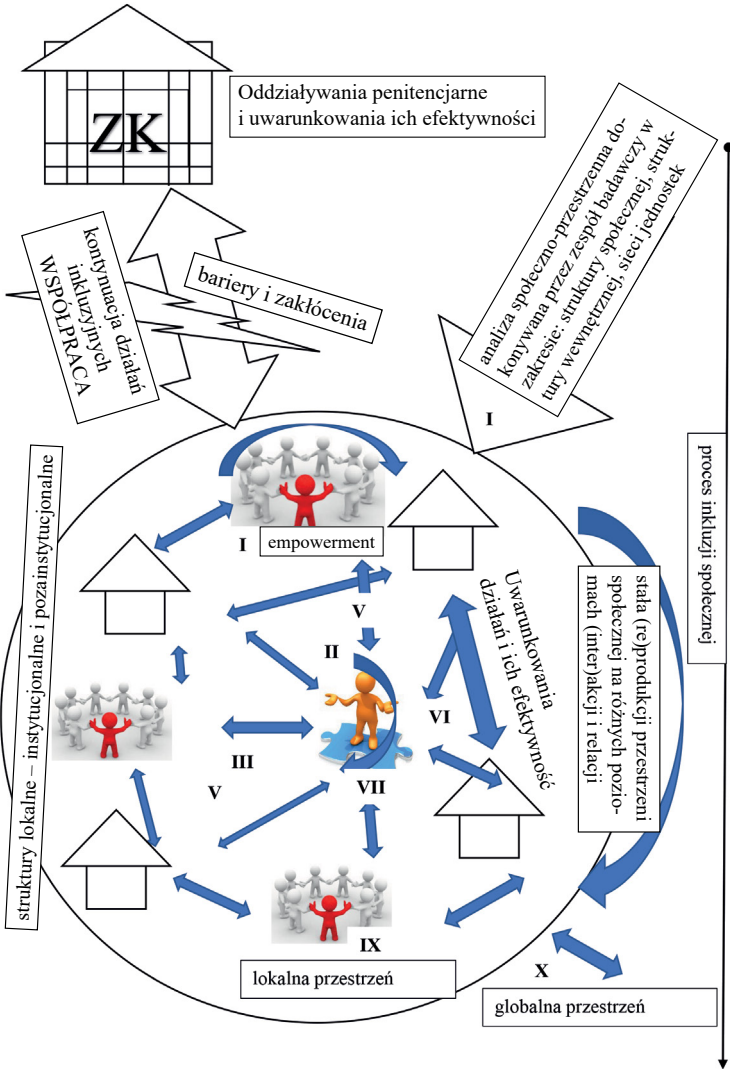 ZK
Oddziaływania penitencjarne
i uwarunkowania ich efektywności
analiza społeczno-przestrzenna do-
konywana przez zespół badawczy w
zakresie: struktury społecznej, struk-
tury wewnętrznej, sieci jednostek
kontynuacja działań
inkluzyjnych
WSPÓŁPRACA
bariery i zakłócenia
I
proces inkluzji społecznej
struktury lokalne – instytucjonalne i pozainstytucjonalne
I
empowerment
V
II
Uwarunkowania
działań i ich efektywność
stała (re)produkcji przestrzeni
społecznej na różnych pozio-
mach (inter)akcji i relacji
VI
III
V
VII
IX
lokalna przestrzeń
X
globalna przestrzeń